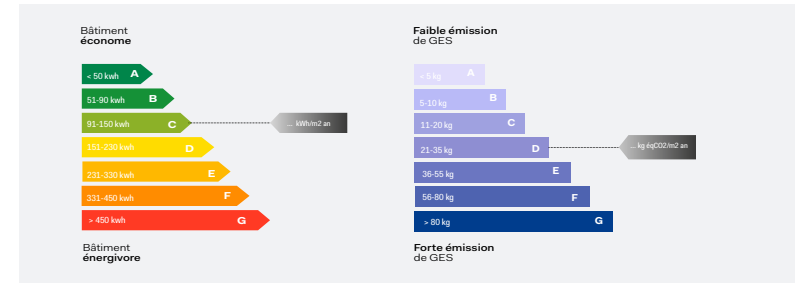 Bâtiment
économe
< 50 kwh A
51-90 kwh B
91-150 kwh C
... kWh/m2 an
151-230 kwh D
231-330 kwh E
331-450 kwh F
> 450 kwh G
Bâtiment
énergivore
Faible émission
de GES
< 5 kg A
5-10 kg B
11-20 kg C
21-35 kg D
... kg éqCO2/m2 an
36-55 kg E
56-80 kg F
> 80 kg G
Forte émission
de GES